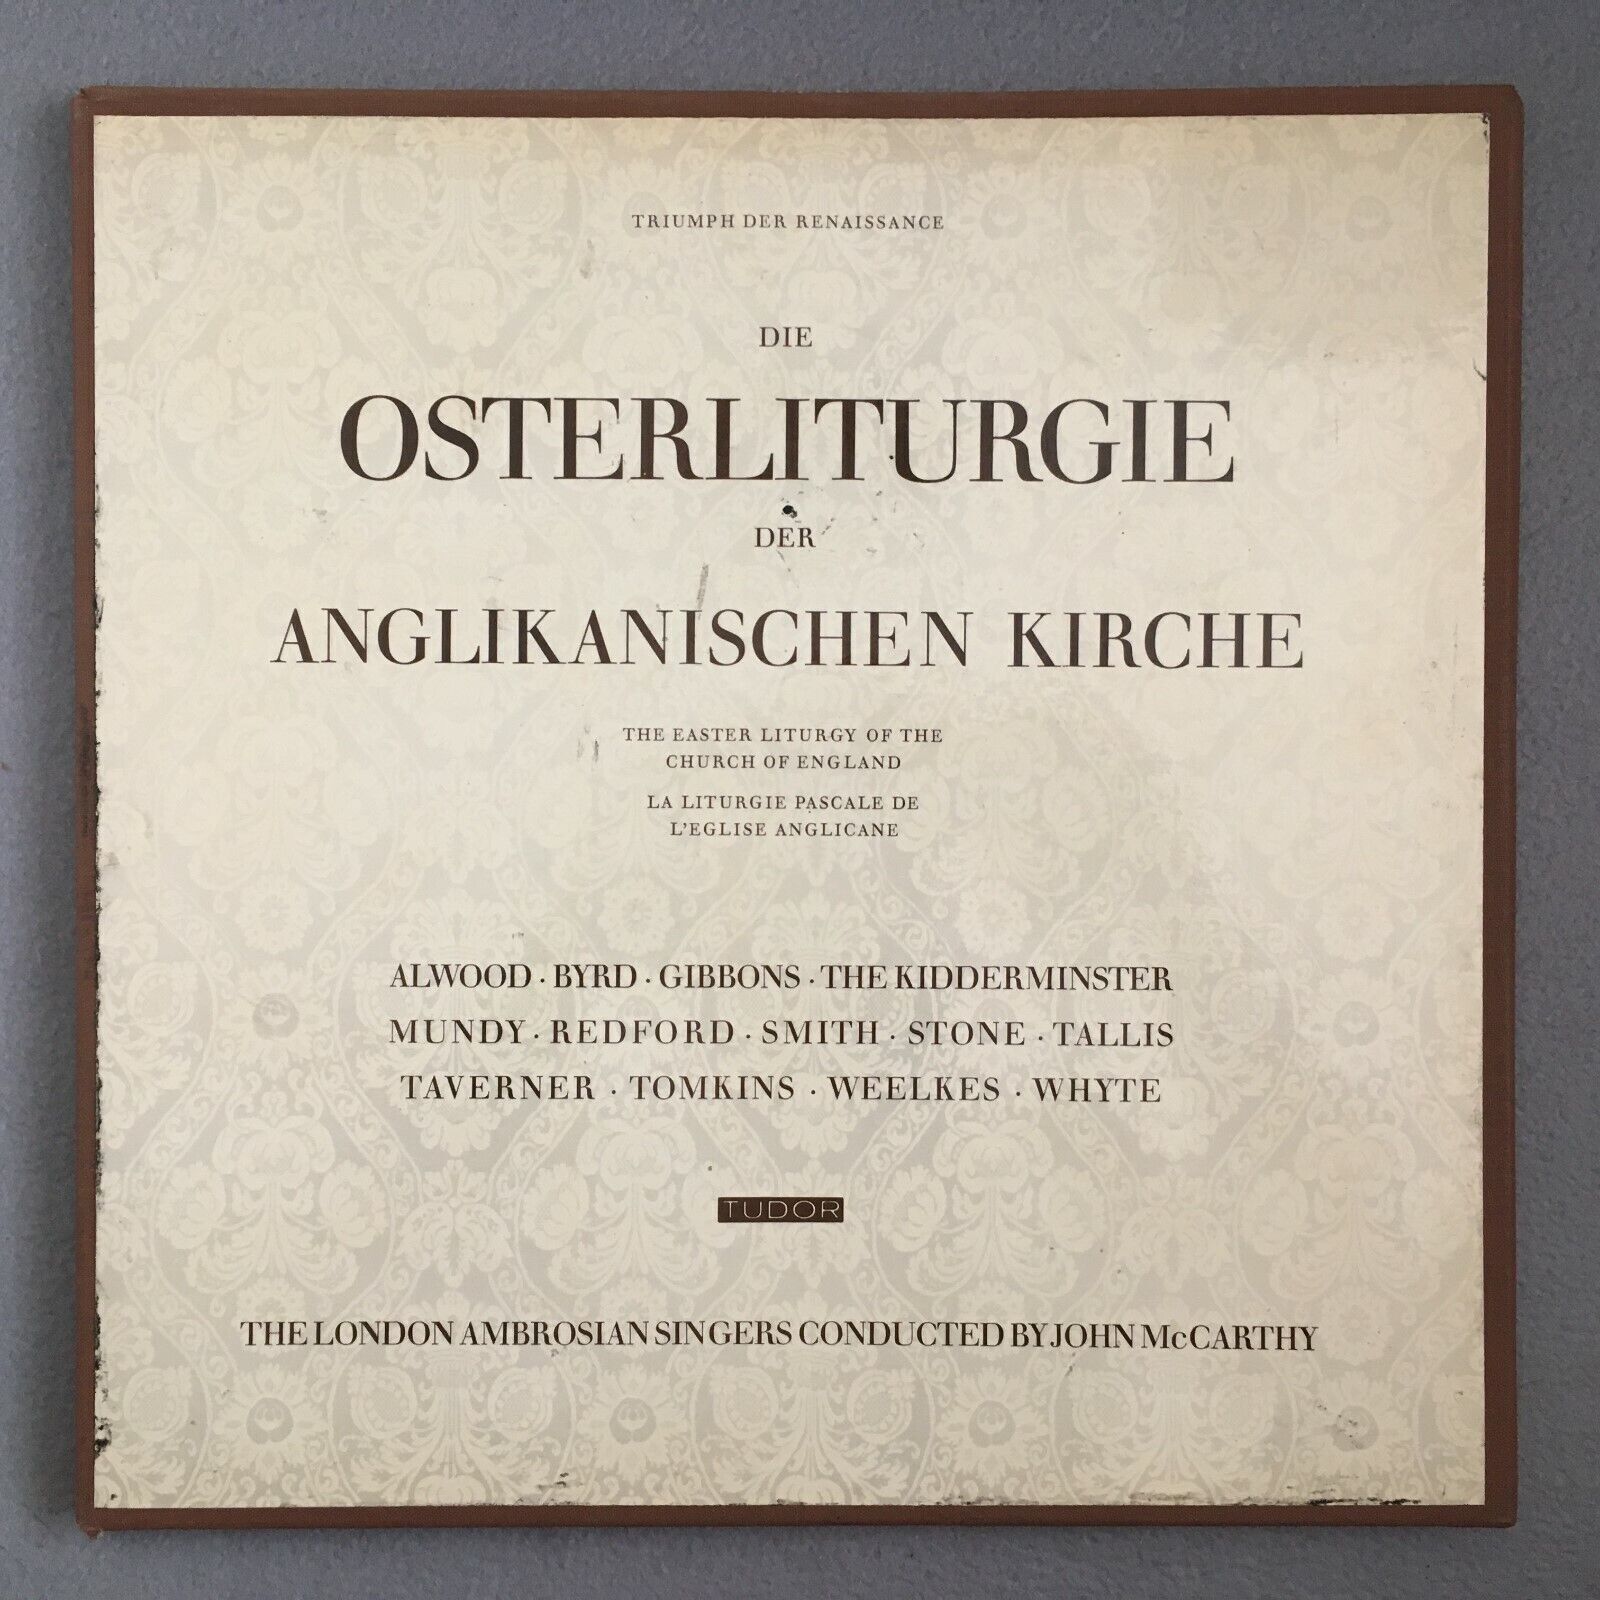 TRIUMPH DER RENAISSANCE
DIE
OSTERLITURGIE
DER
ANGLIKANISCHEN KIRCHE
THE EASTER LITURGY OF THE
CHURCH OF ENGLAND
LA LITURGIE PASCALE DE
L'EGLISE ANGLICANE
ALWOOD · BYRD · GIBBONS · THE KIDDERMINSTER
MUNDY · REDFORD · SMITH · STONE · TALLIS
TAVERNER · TOMKINS · WEELKES · WHYTE
TUDOR
THE LONDON AMBROSIAN SINGERS CONDUCTED BY JOHN McCARTHY